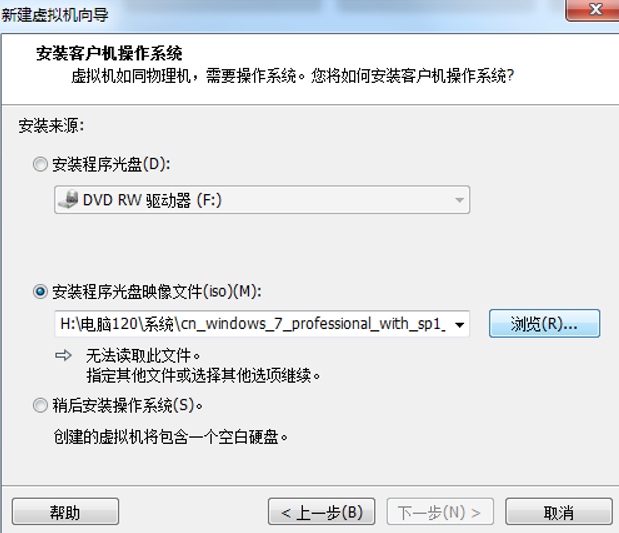 新建虚拟机向导
安装客户机操作系统
虚拟机如同物理机，需要操作系统。您将如何安装客户机操作系统?
安装来源:
安装程序光盘(D):
DVD RW 驱动器 (F:)
安装程序光盘映像文件(iso)(M):
H:\电脑120\系统\cn_windows_7_professional_with_sp1_
浏览(R)...
无法读取此文件。
指定其他文件或选择其他选项继续。
稍后安装操作系统(S)。
创建的虚拟机将包含一个空白硬盘。
帮助
< 上一步(B)
下一步(N) >
取消